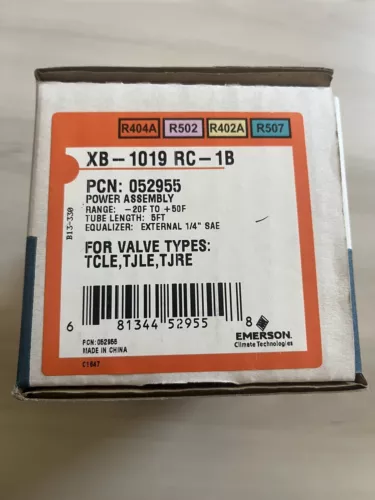 R404A R502 R402A R507
XB-1019 RC-1B
PCN: 052955
POWER ASSEMBLY
RANGE: -20F TO +50F
TUBE LENGTH: 5FT
EQUALIZER: EXTERNAL 1/4" SAE
B13-330
FOR VALVE TYPES:
TCLE,TJLE,TJRE
6 81344 52955 8
EMERSON
Climate Technologies
PCN:052955
MADE IN CHINA